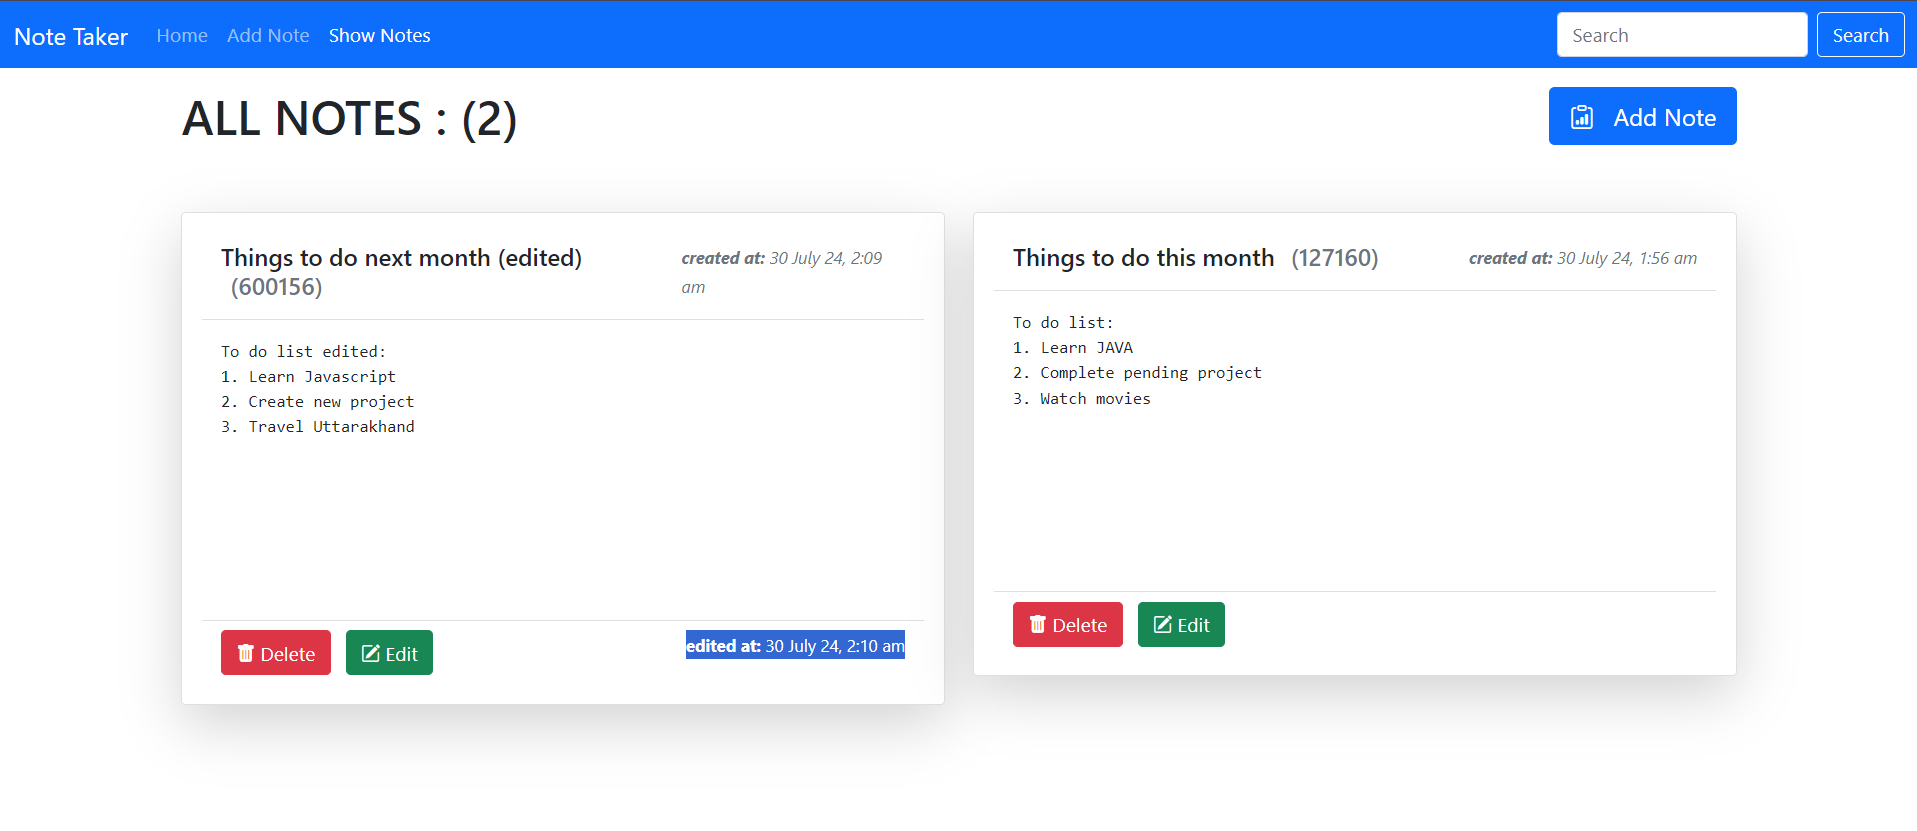 Note Taker Home Add Note Show Notes Search Search
ALL NOTES : (2) Add Note
Things to do next month (edited)
(600156)
created at: 30 July 24, 2:09
am
To do list edited:
1. Learn Javascript
2. Create new project
3. Travel Uttarakhand
Delete Edit edited at: 30 July 24, 2:10 am
Things to do this month (127160) created at: 30 July 24, 1:56 am
To do list:
1. Learn JAVA
2. Complete pending project
3. Watch movies
Delete Edit